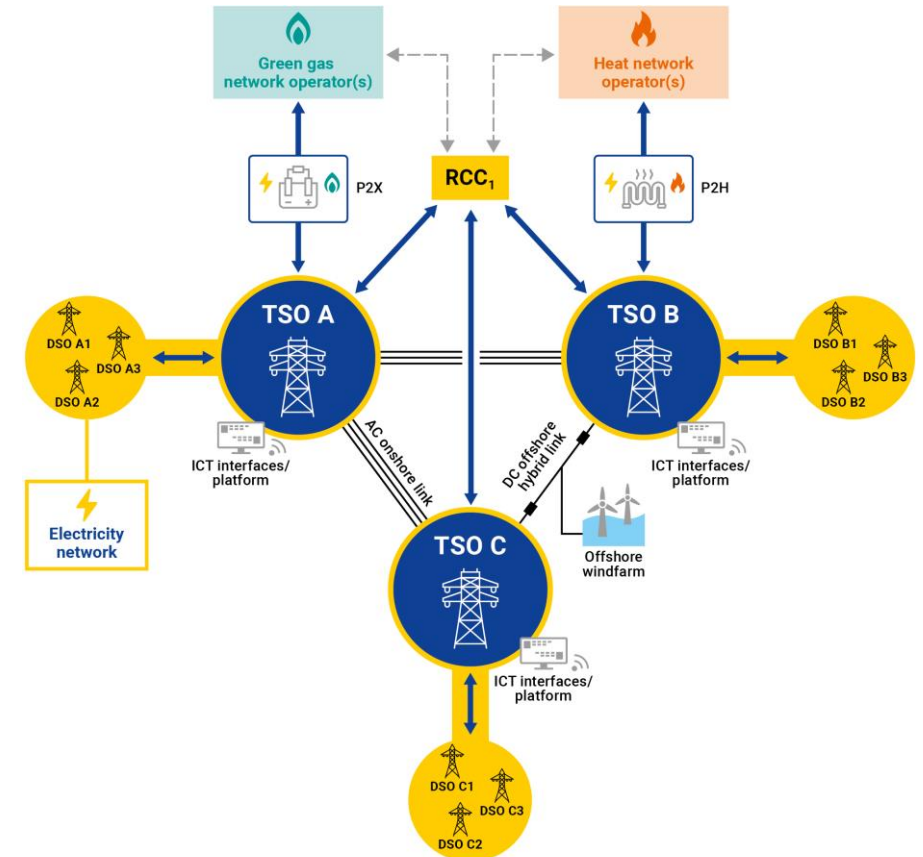 Green gas
network operator(s)
Heat network
operator(s)
P2X
RCC₁
P2H
TSO A
TSO B
DSO A1
DSO A3
DSO A2
DSO B1
DSO B3
DSO B2
ICT interfaces/
platform
AC onshore link
DC offshore
hybrid link
ICT interfaces/
platform
Electricity
network
TSO C
Offshore
windfarm
ICT interfaces/
platform
DSO C1
DSO C3
DSO C2